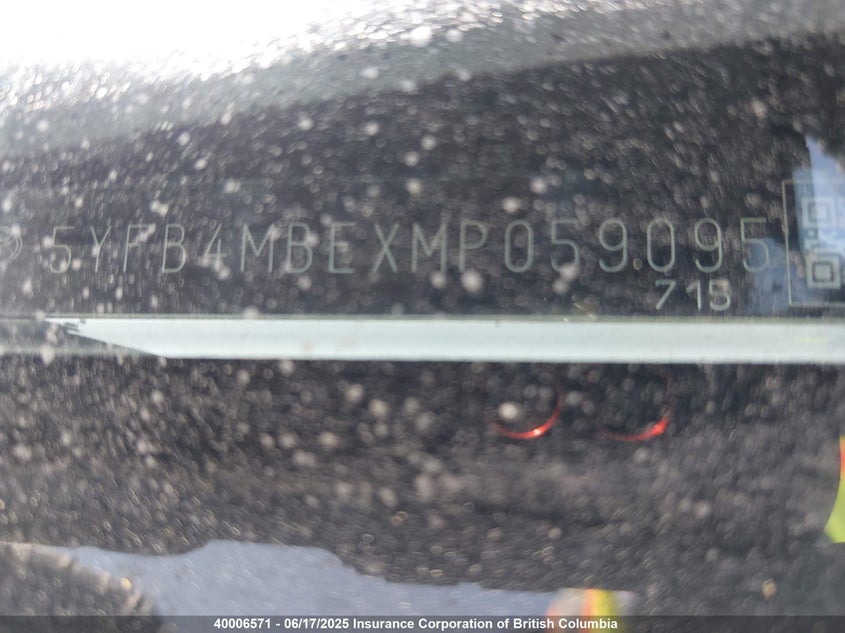 5YFB4MBEXMP059095
715
40006571 - 06/17/2025 Insurance Corporation of British Columbia